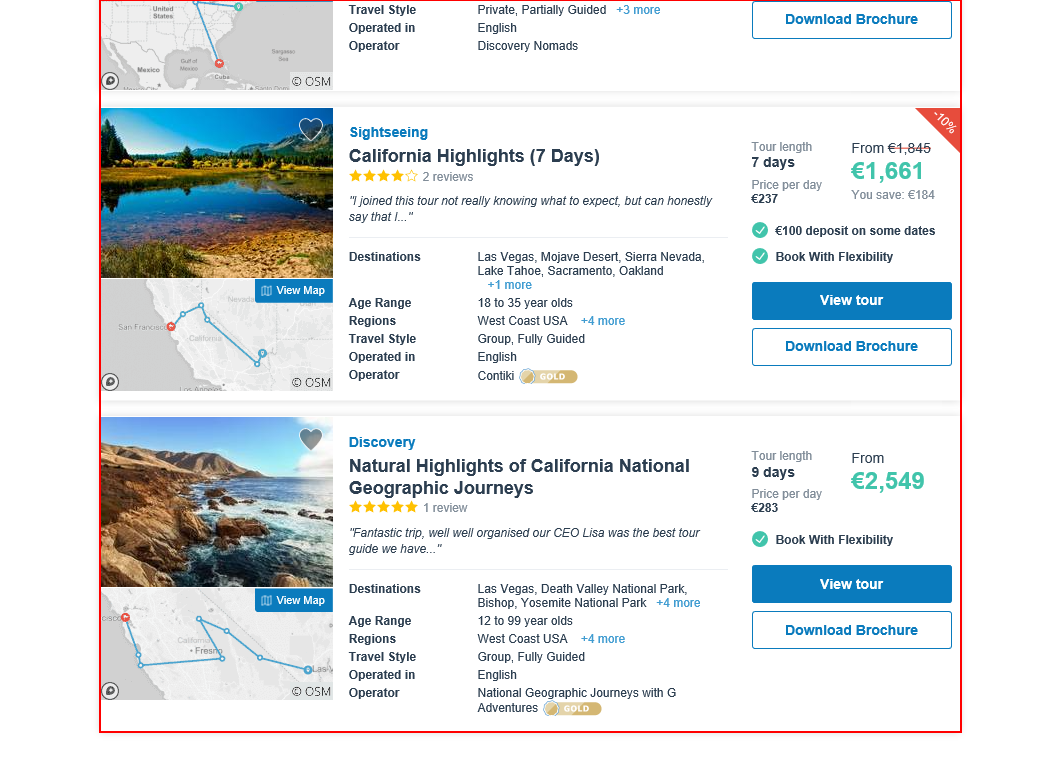 United
States
Mexico
Gulf of
Mexico
Cuba
Sargasso
Sea
Santo Domi
© OSM
Travel Style Private, Partially Guided +3 more
Operated in English
Operator Discovery Nomads
Download Brochure
Sightseeing
California Highlights (7 Days)
2 reviews
"I joined this tour not really knowing what to expect, but can honestly
say that I..."
Destinations Las Vegas, Mojave Desert, Sierra Nevada,
Lake Tahoe, Sacramento, Oakland
+1 more
Age Range 18 to 35 year olds
Regions West Coast USA +4 more
Travel Style Group, Fully Guided
Operated in English
Operator Contiki GOLD
View Map
Nevada
San Francisco
California
Los Angeles
© OSM
-10%
Tour length
7 days
Price per day
€237
From €1,845
€1,661
You save: €184
€100 deposit on some dates
Book With Flexibility
View tour
Download Brochure
Discovery
Natural Highlights of California National
Geographic Journeys
1 review
"Fantastic trip, well well organised our CEO Lisa was the best tour
guide we have..."
Destinations Las Vegas, Death Valley National Park,
Bishop, Yosemite National Park +4 more
Age Range 12 to 99 year olds
Regions West Coast USA +4 more
Travel Style Group, Fully Guided
Operated in English
Operator National Geographic Journeys with G
Adventures GOLD
View Map
cisco
California
Fresno
Las V
© OSM
Tour length
9 days
Price per day
€283
From
€2,549
Book With Flexibility
View tour
Download Brochure